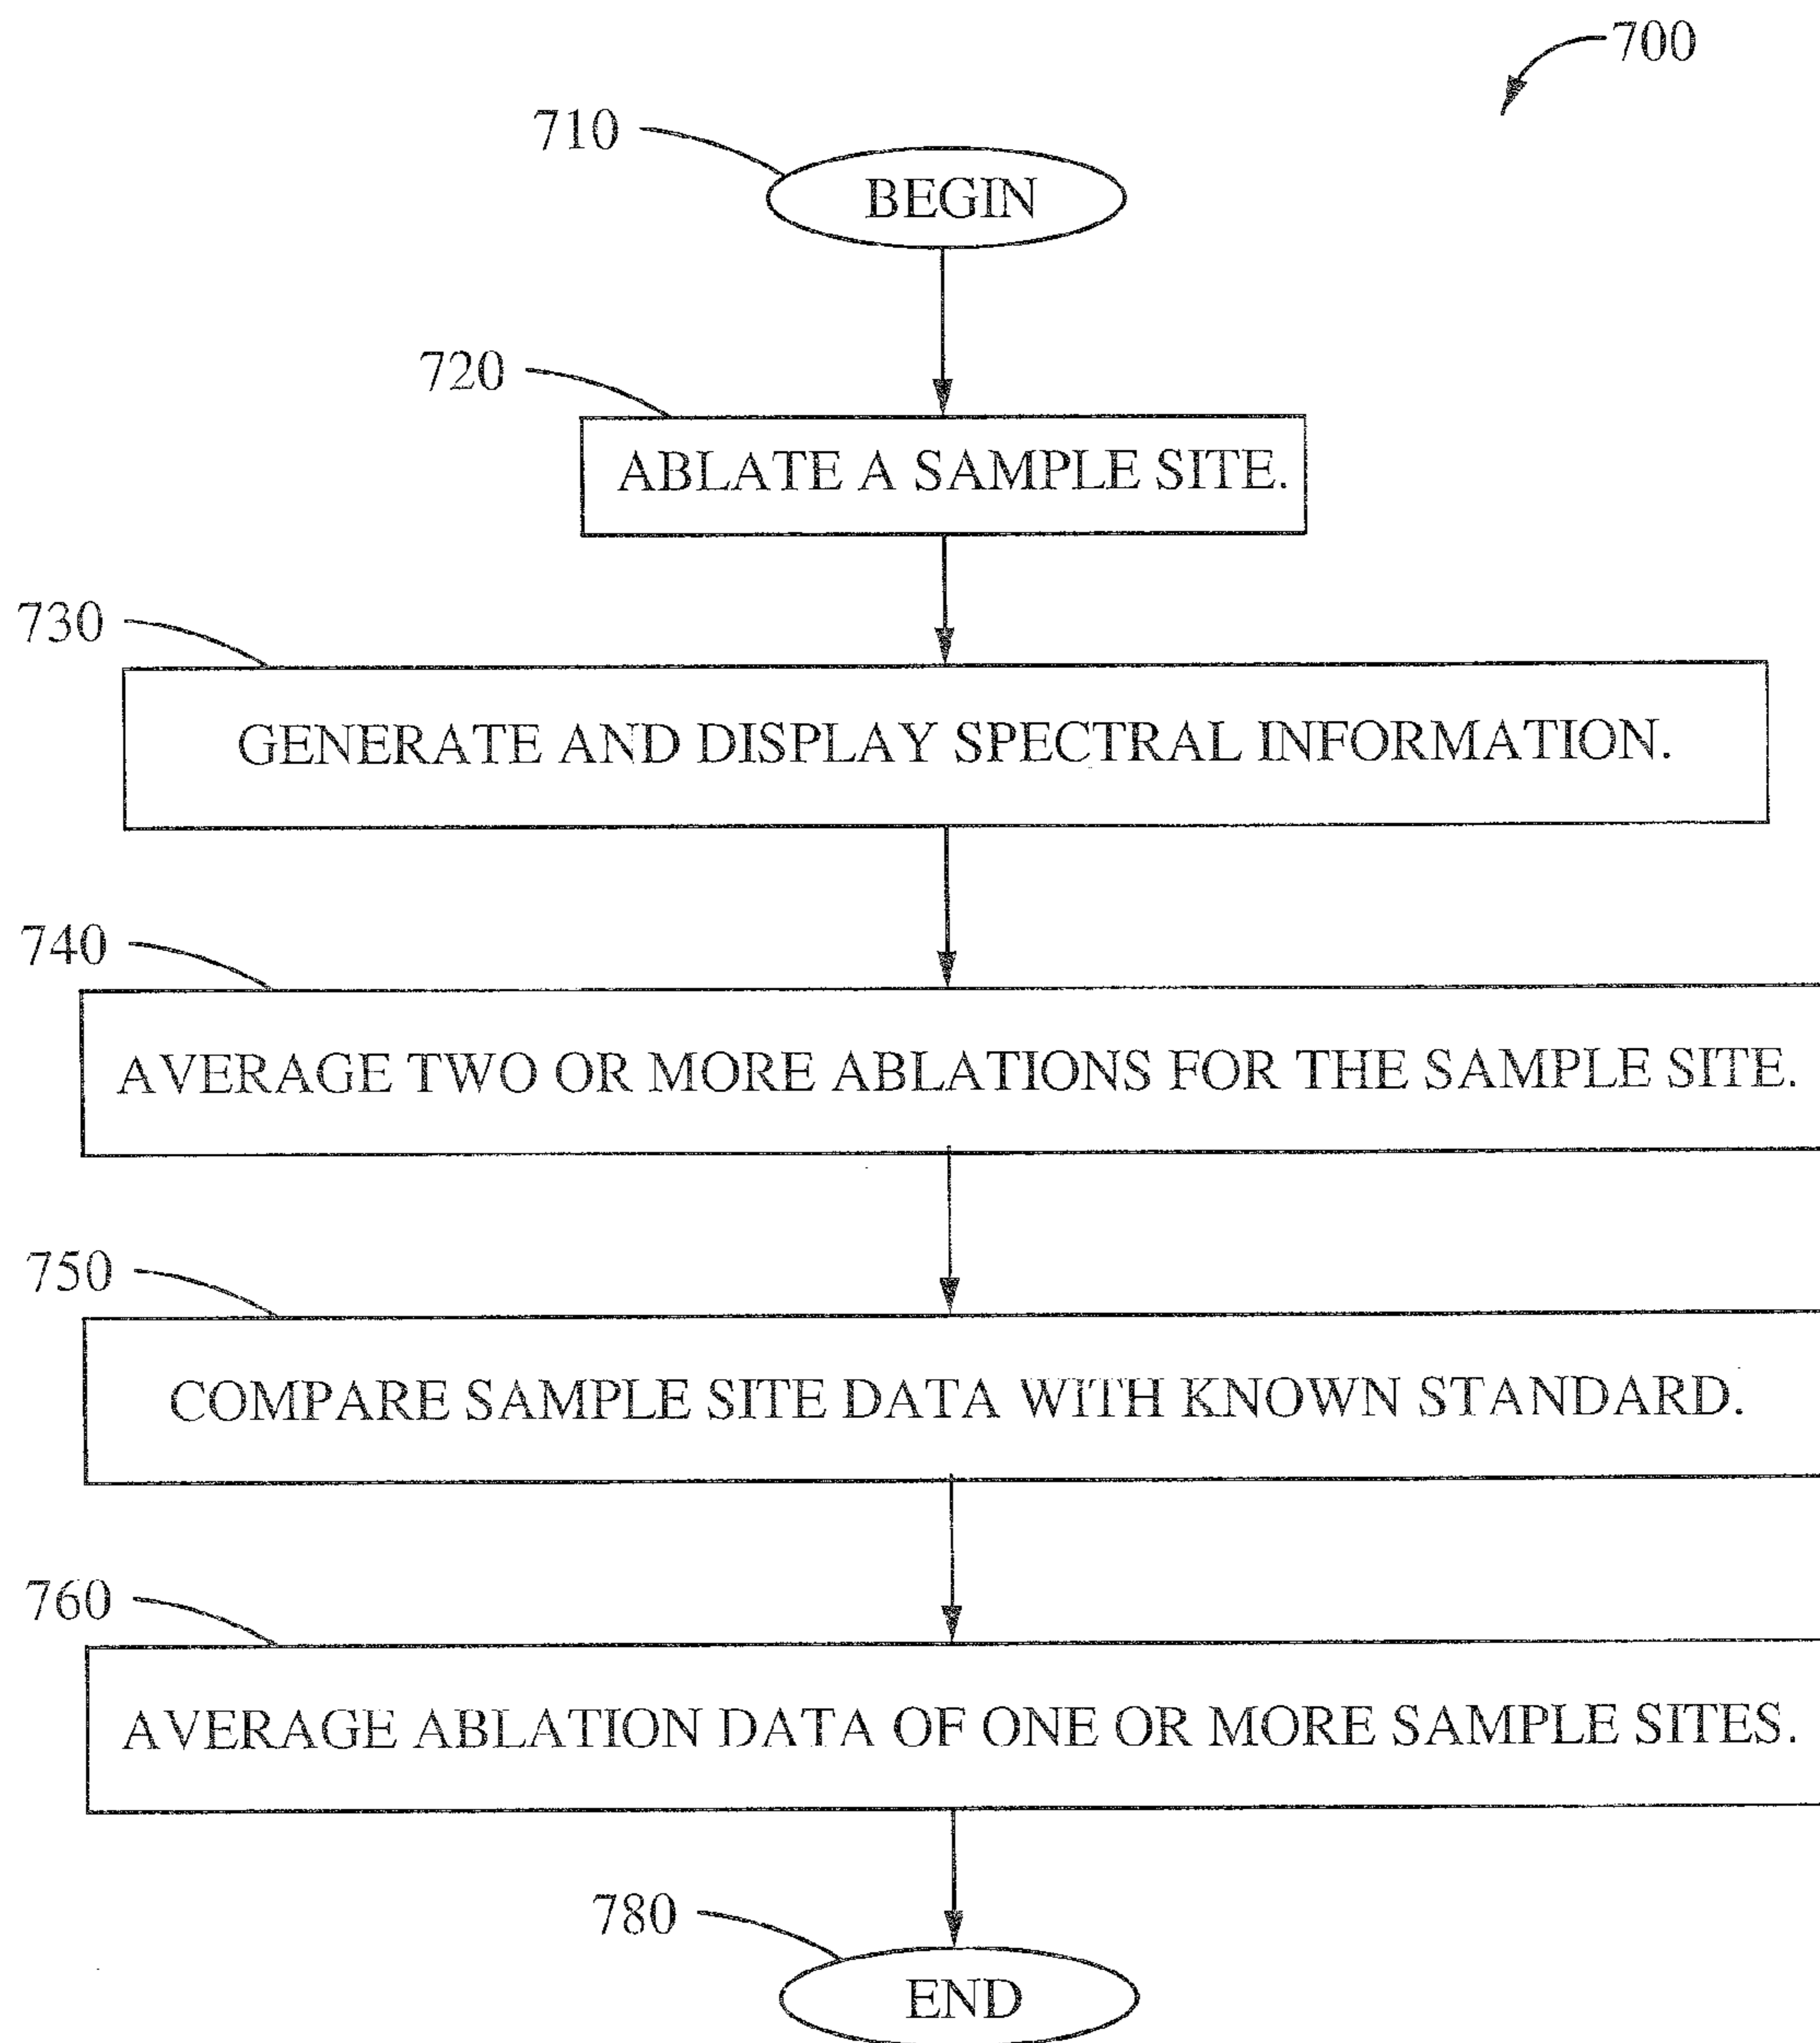 700
710
BEGIN
720
ABLATE A SAMPLE SITE.
730
GENERATE AND DISPLAY SPECTRAL INFORMATION.
740
AVERAGE TWO OR MORE ABLATIONS FOR THE SAMPLE SITE.
750
COMPARE SAMPLE SITE DATA WITH KNOWN STANDARD.
760
AVERAGE ABLATION DATA OF ONE OR MORE SAMPLE SITES.
780
END